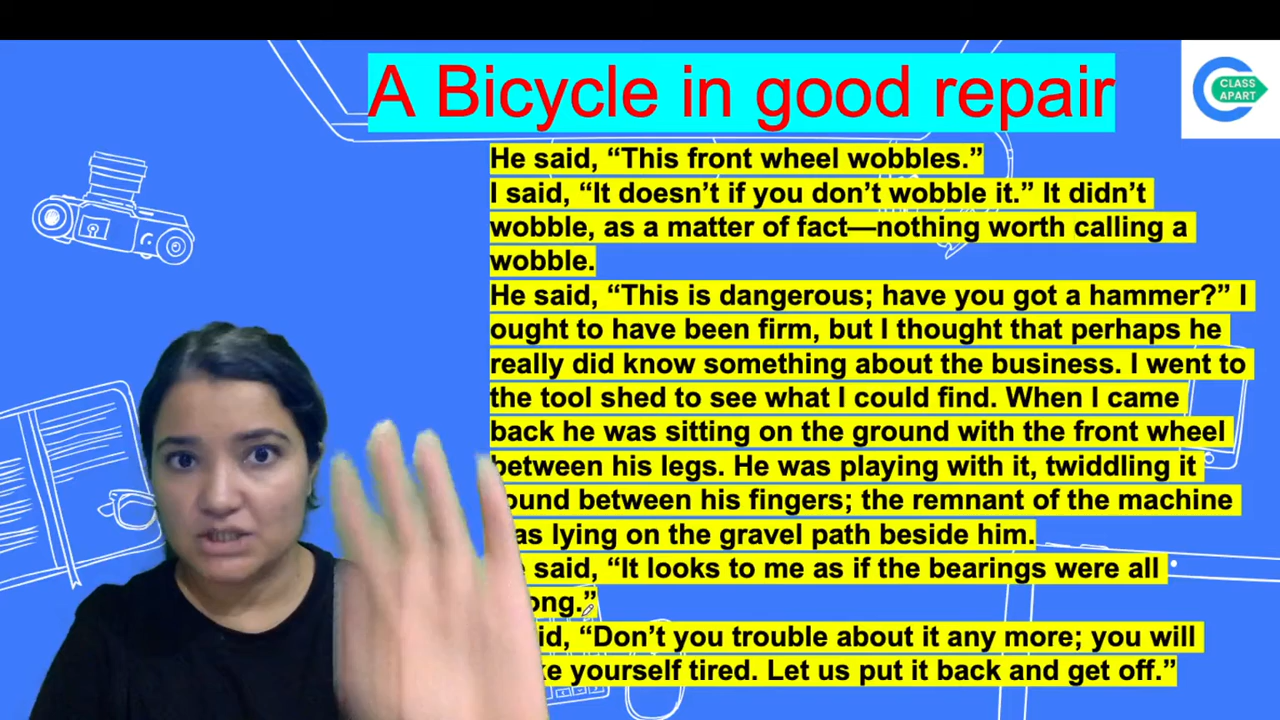 A Bicycle in good repair
CLASS
APART
He said, “This front wheel wobbles.”
I said, “It doesn’t if you don’t wobble it.” It didn’t
wobble, as a matter of fact—nothing worth calling a
wobble.
He said, “This is dangerous; have you got a hammer?” I
ought to have been firm, but I thought that perhaps he
really did know something about the business. I went to
the tool shed to see what I could find. When I came
back he was sitting on the ground with the front wheel
between his legs. He was playing with it, twiddling it
ound between his fingers; the remnant of the machine
as lying on the gravel path beside him.
said, “It looks to me as if the bearings were all
ong.”
id, “Don’t you trouble about it any more; you will
ke yourself tired. Let us put it back and get off.”